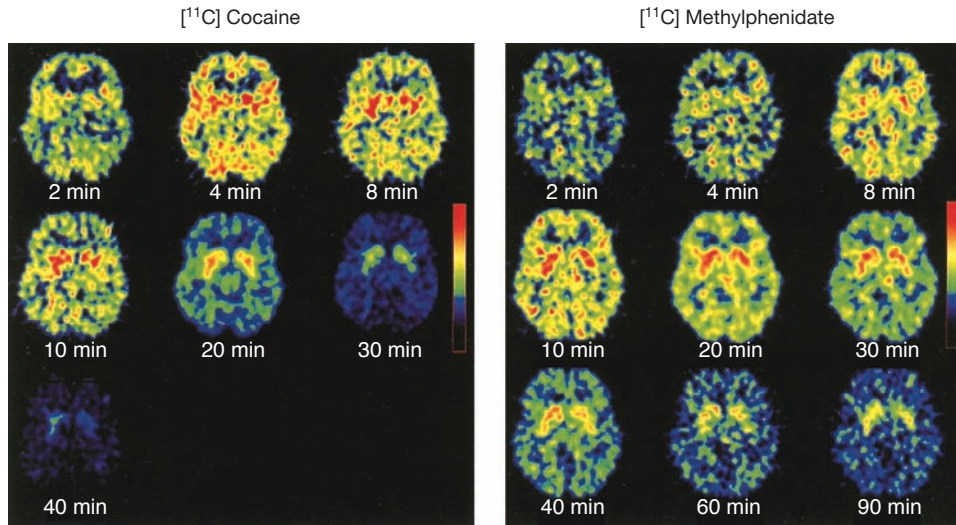 [¹¹C] Cocaine
[¹¹C] Methylphenidate
2 min 4 min 8 min
10 min 20 min 30 min
40 min
2 min 4 min 8 min
10 min 20 min 30 min
40 min 60 min 90 min